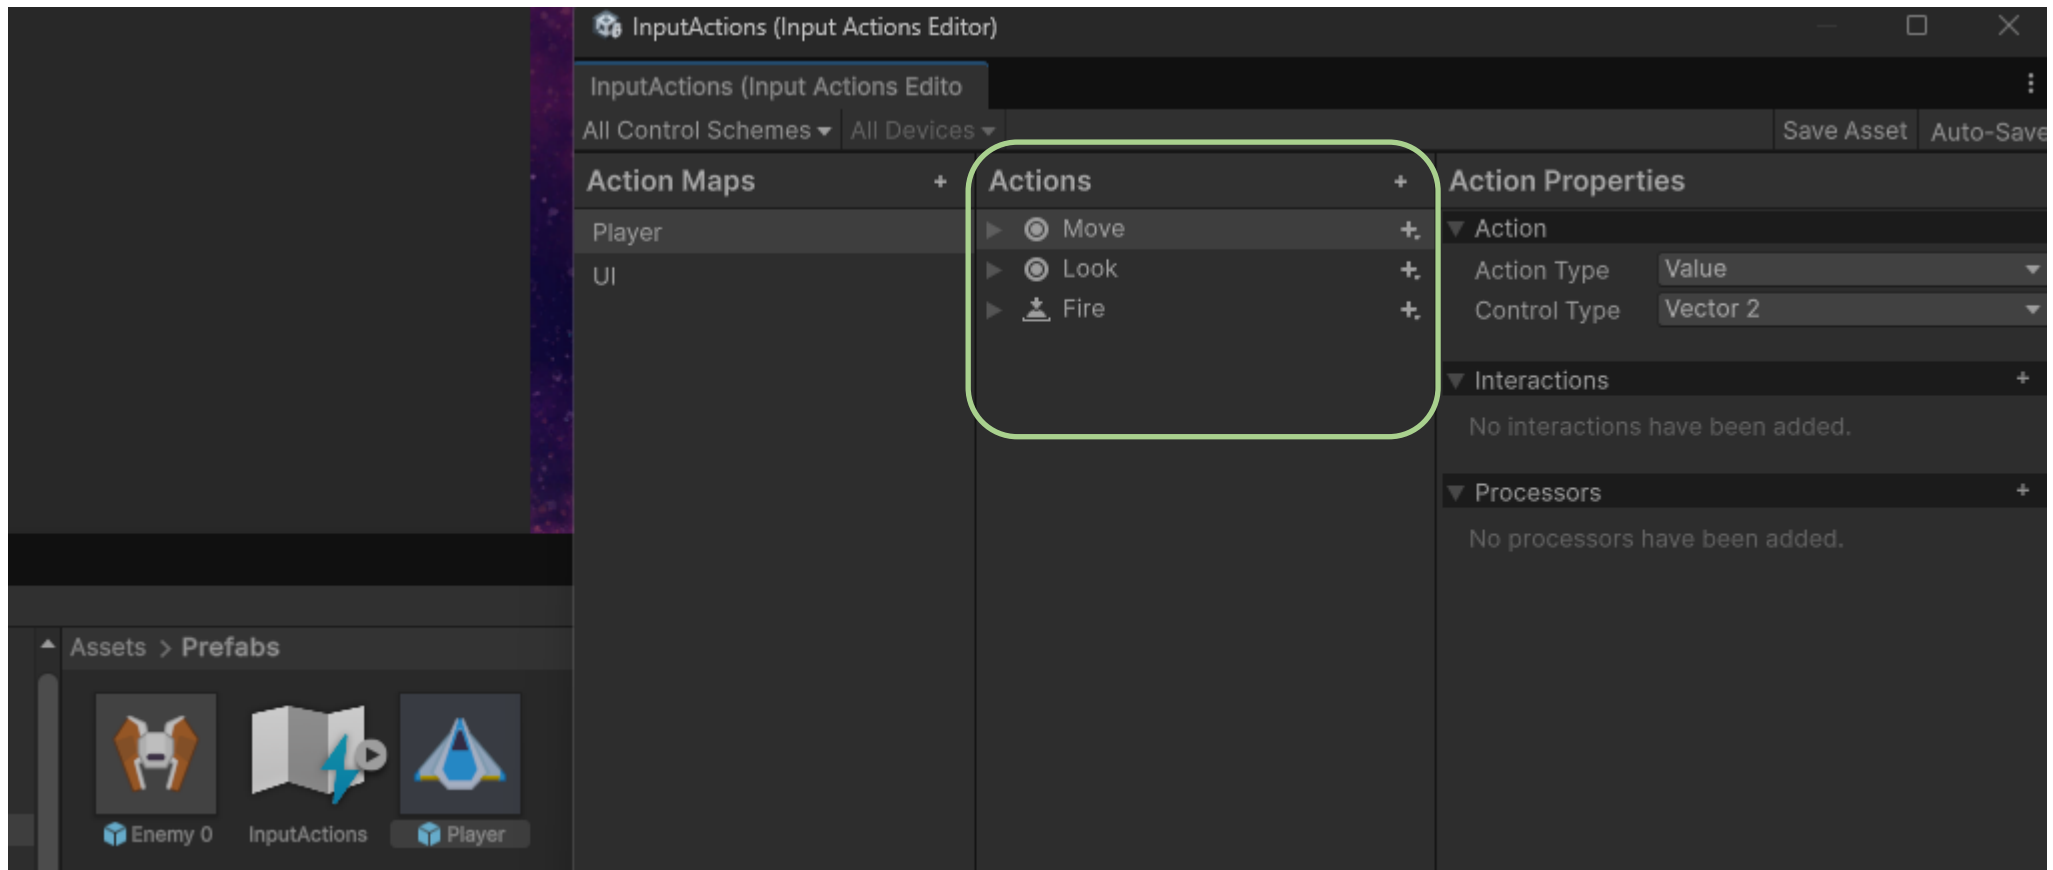 InputActions (Input Actions Editor)
InputActions (Input Actions Edito
All Control Schemes All Devices Save Asset Auto-Save
Action Maps + Actions + Action Properties
Player Move Action
UI Look Action Type Value
Fire Control Type Vector 2
Interactions +
No interactions have been added.
Processors +
No processors have been added.
Assets > Prefabs
Enemy 0 InputActions Player